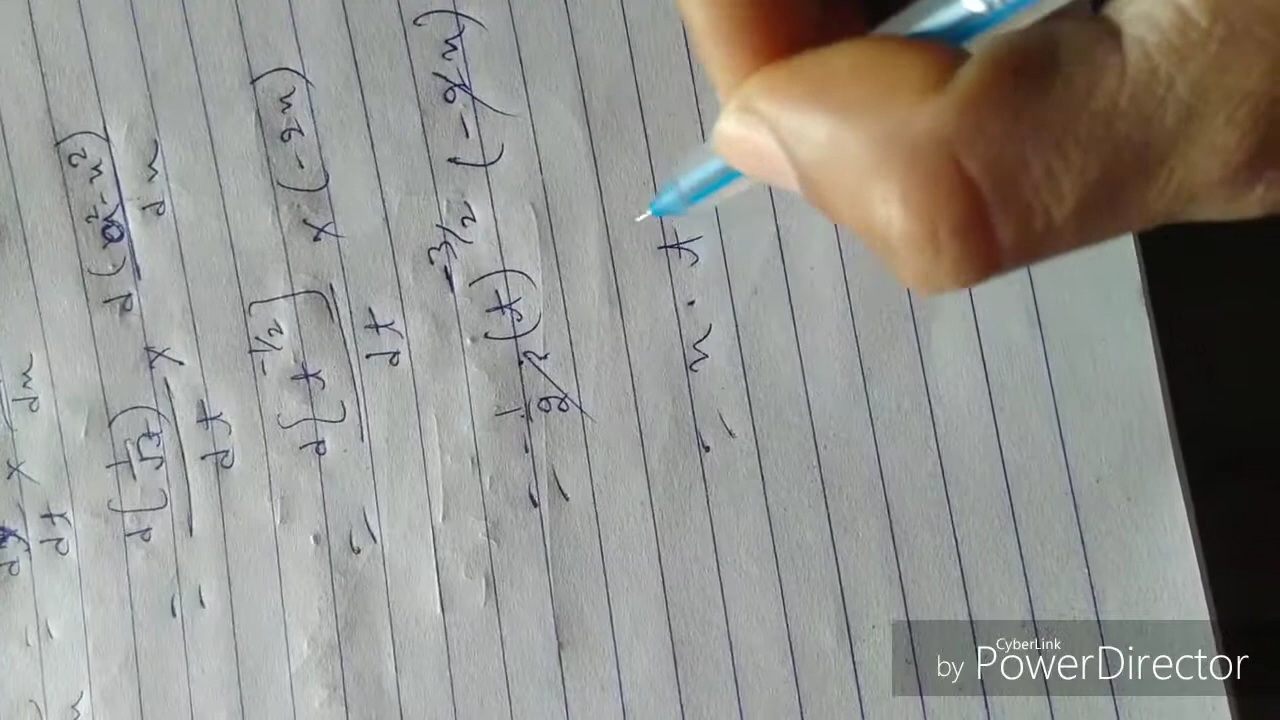 = dy/dt × dt/dx
= d(1/√t)/dt × d(a²-x²)/dx
= d[t^-1/2]/dt × (-2x)
= -1/2 (t)^-3/2 (-2x)
= x · t
by CyberLink PowerDirector